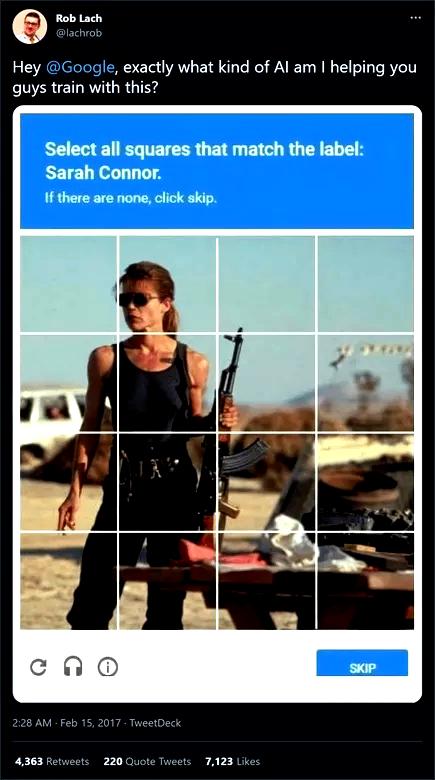 Rob Lach
@lachrob
Hey @Google, exactly what kind of AI am I helping you
guys train with this?
Select all squares that match the label:
Sarah Connor.
If there are none, click skip.
SKIP
2:28 AM · Feb 15, 2017 · TweetDeck
4,363 Retweets 220 Quote Tweets 7,123 Likes